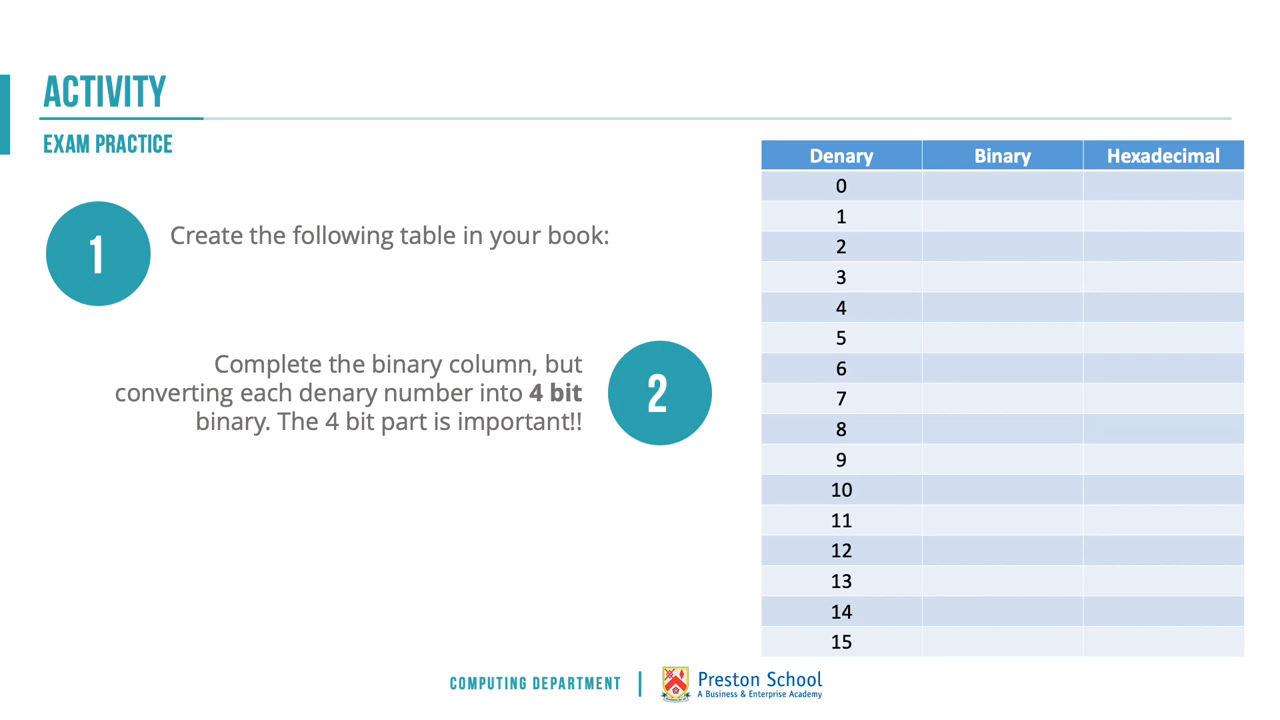 ACTIVITY
EXAM PRACTICE
1
Create the following table in your book:
Complete the binary column, but
converting each denary number into 4 bit
binary. The 4 bit part is important!!
2
Denary Binary Hexadecimal
0
1
2
3
4
5
6
7
8
9
10
11
12
13
14
15
COMPUTING DEPARTMENT
Preston School
A Business & Enterprise Academy